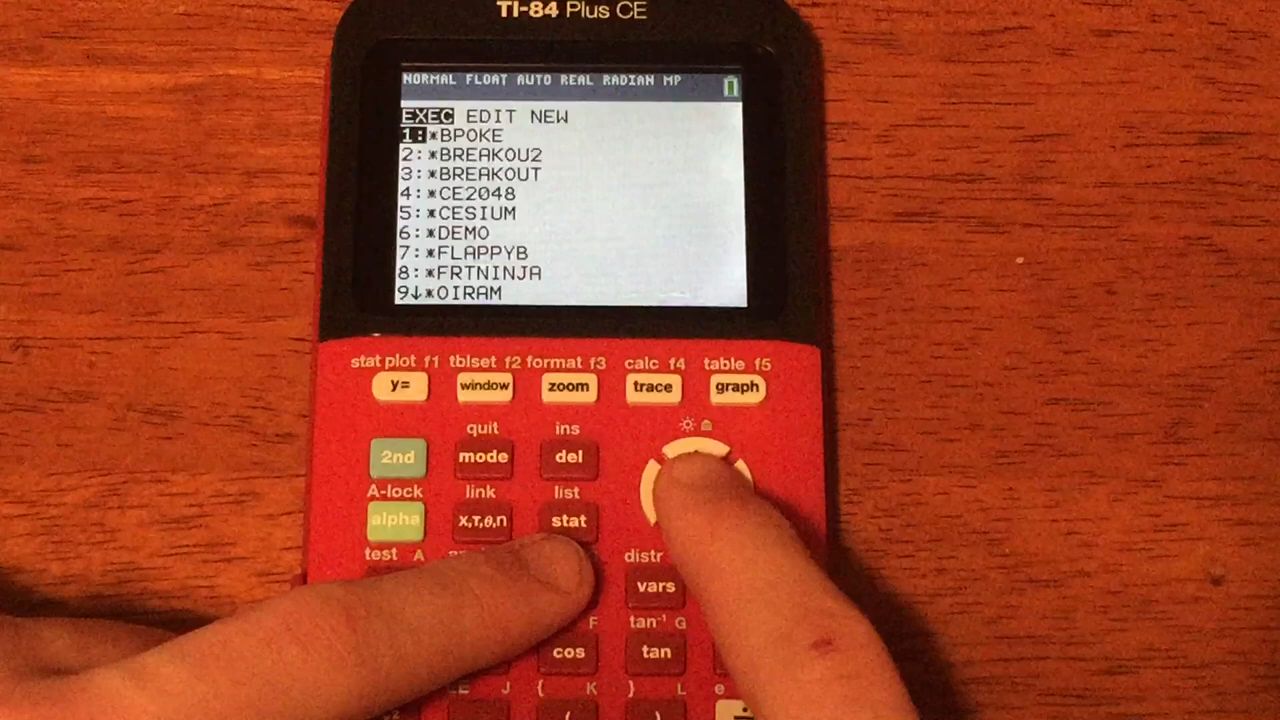 TI-84 Plus CE
NORMAL FLOAT AUTO REAL RADIAN MP
EXEC EDIT NEW
1:*BPOKE
2:*BREAKOU2
3:*BREAKOUT
4:*CE2048
5:*CESIUM
6:*DEMO
7:*FLAPPYB
8:*FRTNINJA
9↓*OIRAM
stat plot f1 tblset f2 format f3 calc f4 table f5
y= window zoom trace graph
quit ins
2nd mode del
A-lock link list
alpha X,T,θ,n stat
test A distr
vars
F tan⁻¹ G
cos tan
J { K } L e
( )